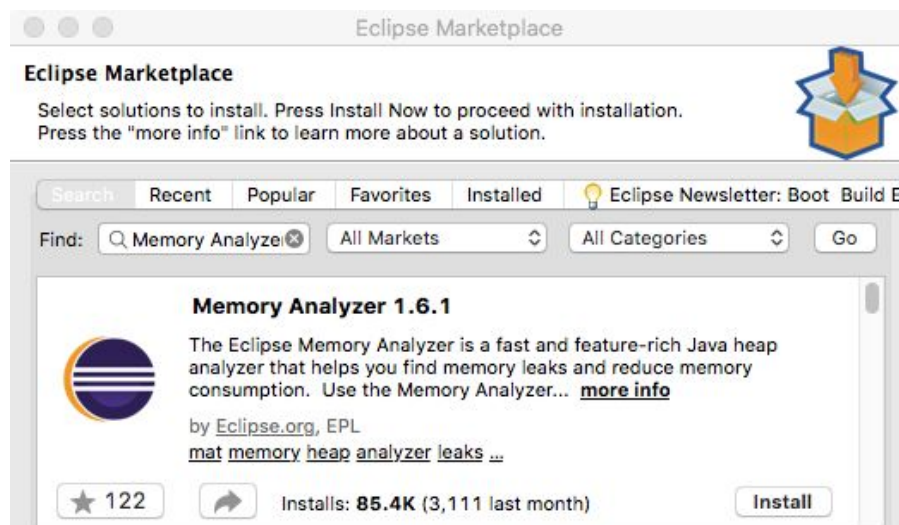 Eclipse Marketplace
Eclipse Marketplace
Select solutions to install. Press Install Now to proceed with installation.
Press the "more info" link to learn more about a solution.
Search Recent Popular Favorites Installed Eclipse Newsletter: Boot Build E
Find: Memory Analyze All Markets All Categories Go
Memory Analyzer 1.6.1
The Eclipse Memory Analyzer is a fast and feature-rich Java heap
analyzer that helps you find memory leaks and reduce memory
consumption. Use the Memory Analyzer... more info
by Eclipse.org, EPL
mat memory heap analyzer leaks ...
122 Installs: 85.4K (3,111 last month) Install